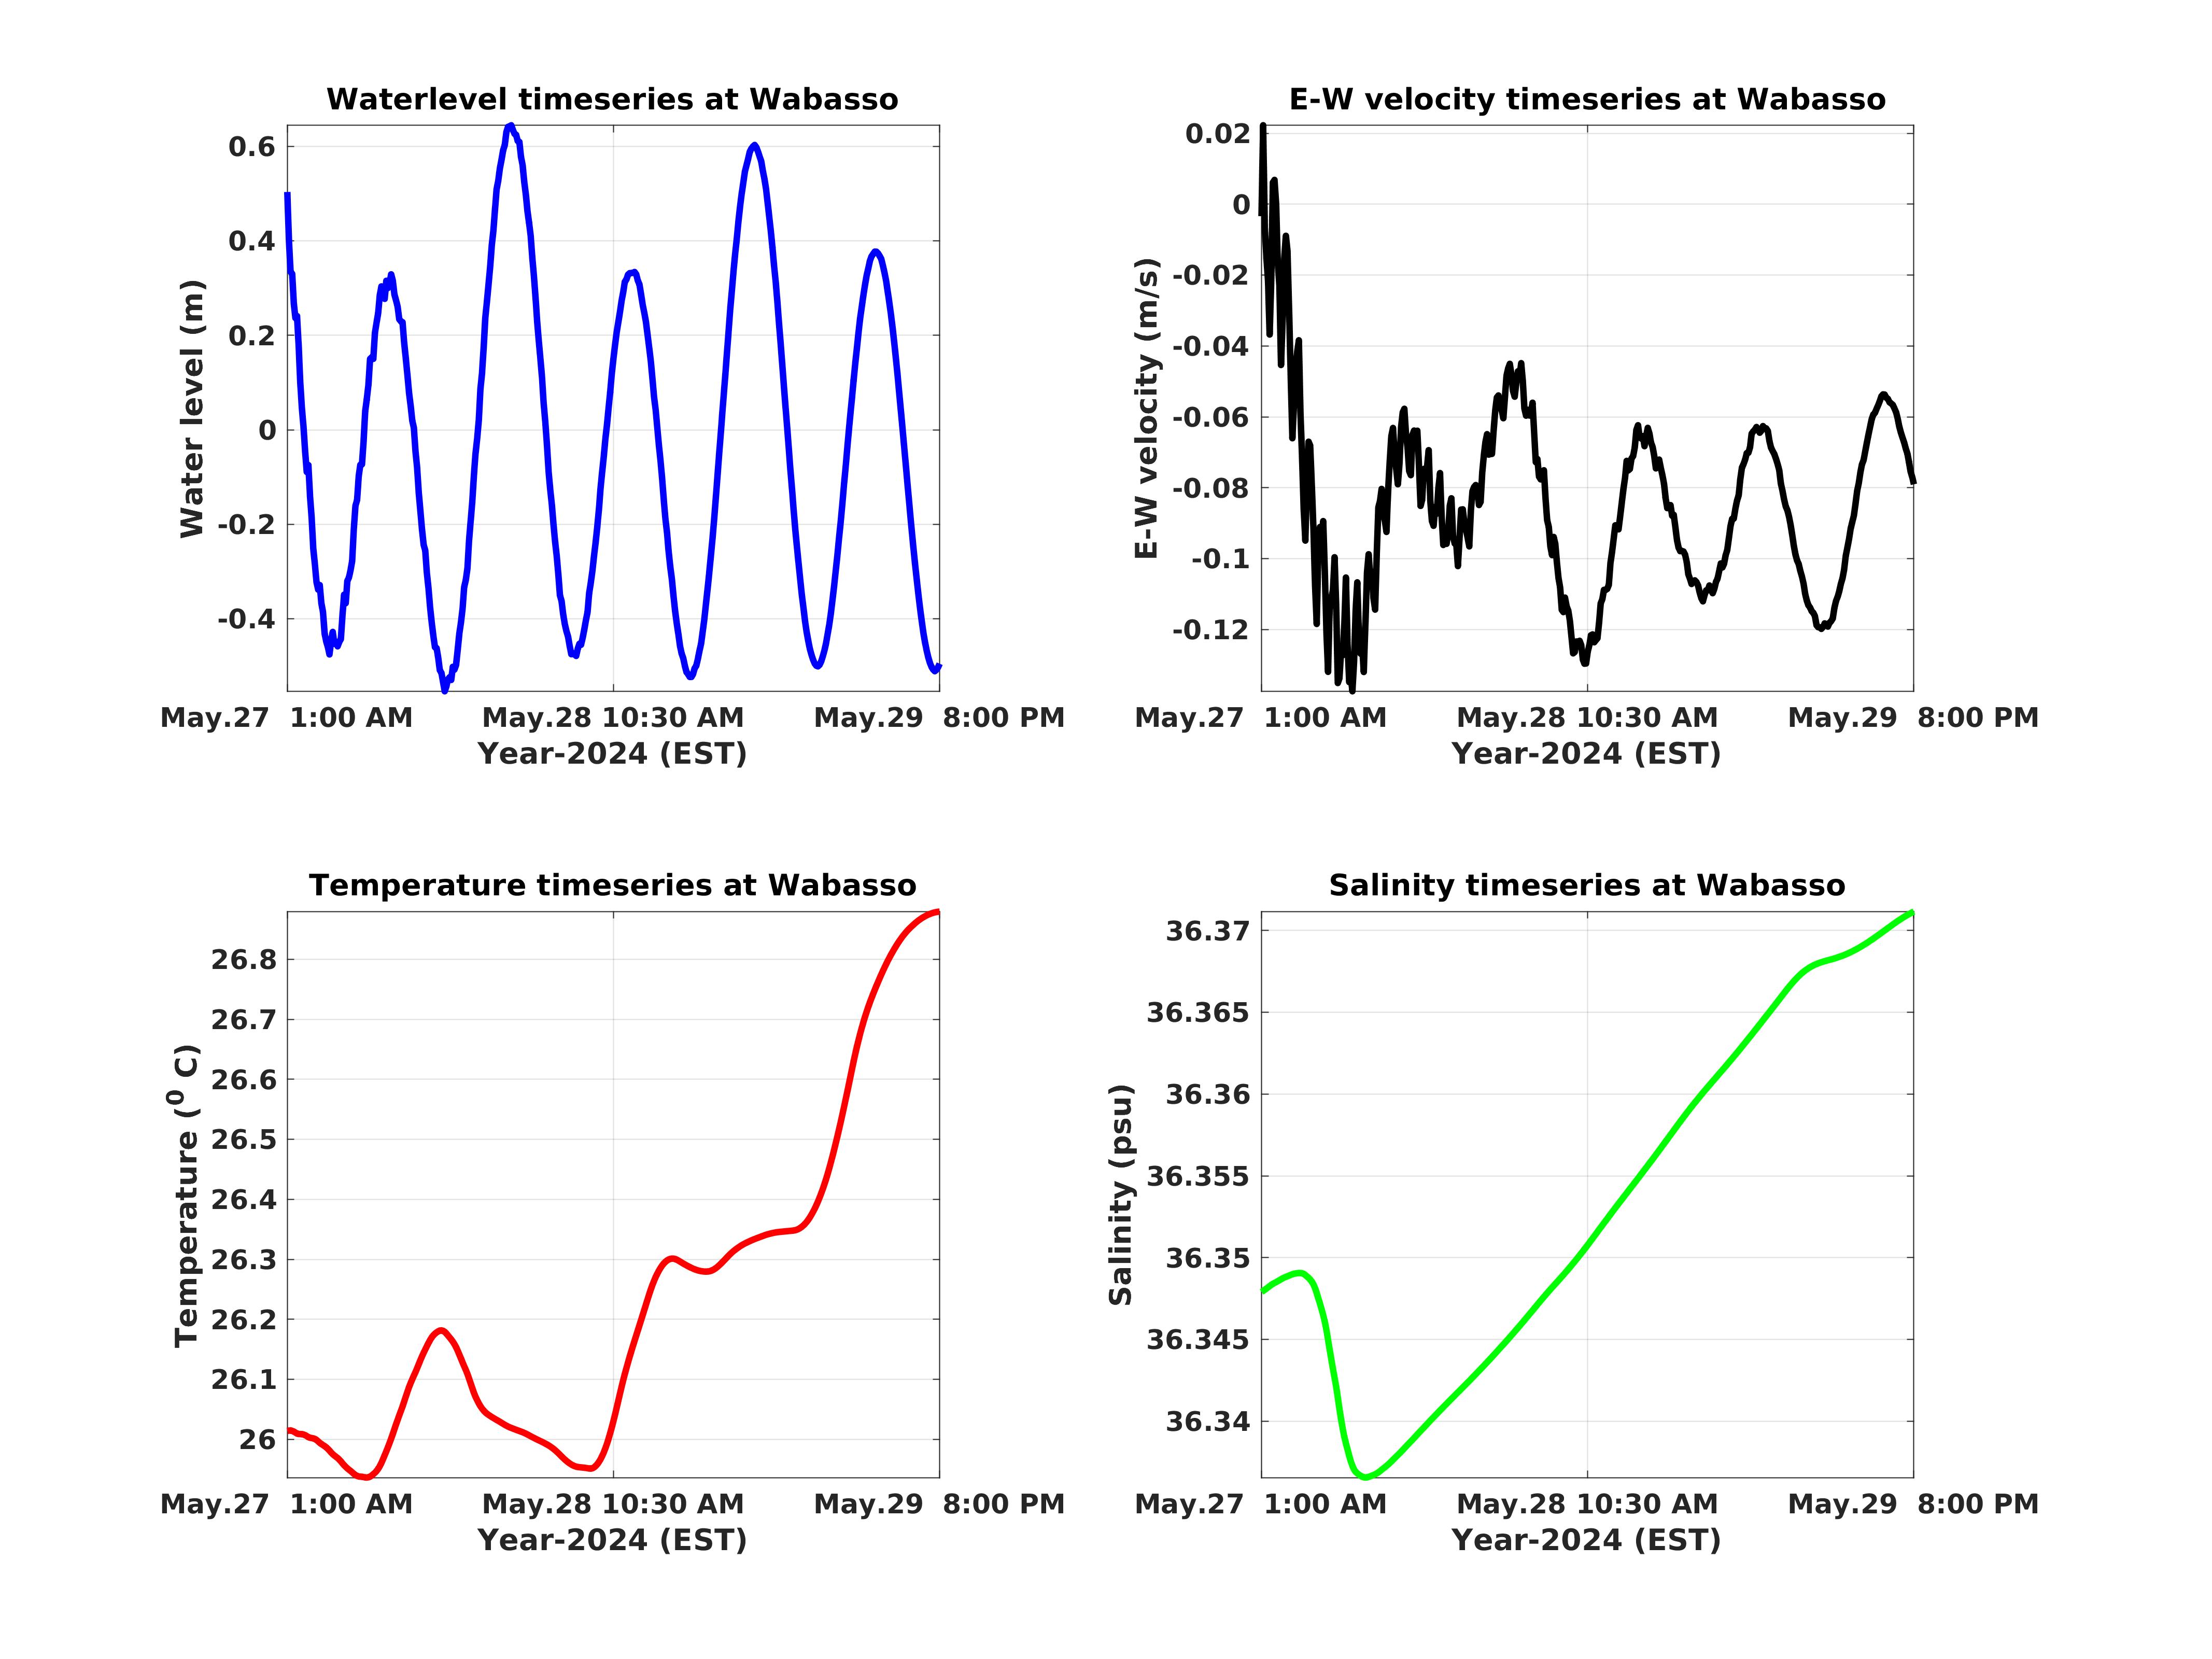 Waterlevel timeseries at Wabasso
0.6
0.4
0.2
0
-0.2
-0.4
Water level (m)
May.27 1:00 AM May.28 10:30 AM May.29 8:00 PM
Year-2024 (EST)
E-W velocity timeseries at Wabasso
0.02
0
-0.02
-0.04
-0.06
-0.08
-0.1
-0.12
E-W velocity (m/s)
May.27 1:00 AM May.28 10:30 AM May.29 8:00 PM
Year-2024 (EST)
Temperature timeseries at Wabasso
26.8
26.7
26.6
26.5
26.4
26.3
26.2
26.1
26
Temperature (⁰ C)
May.27 1:00 AM May.28 10:30 AM May.29 8:00 PM
Year-2024 (EST)
Salinity timeseries at Wabasso
36.37
36.365
36.36
36.355
36.35
36.345
36.34
Salinity (psu)
May.27 1:00 AM May.28 10:30 AM May.29 8:00 PM
Year-2024 (EST)